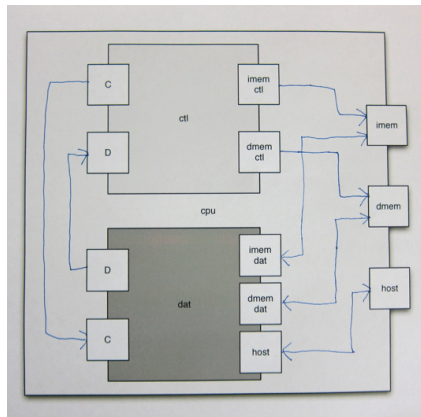 C
imem
ctl
ctl
imem
D
dmem
ctl
cpu
dmem
D
imem
dat
dat
dmem
dat
host
C
host